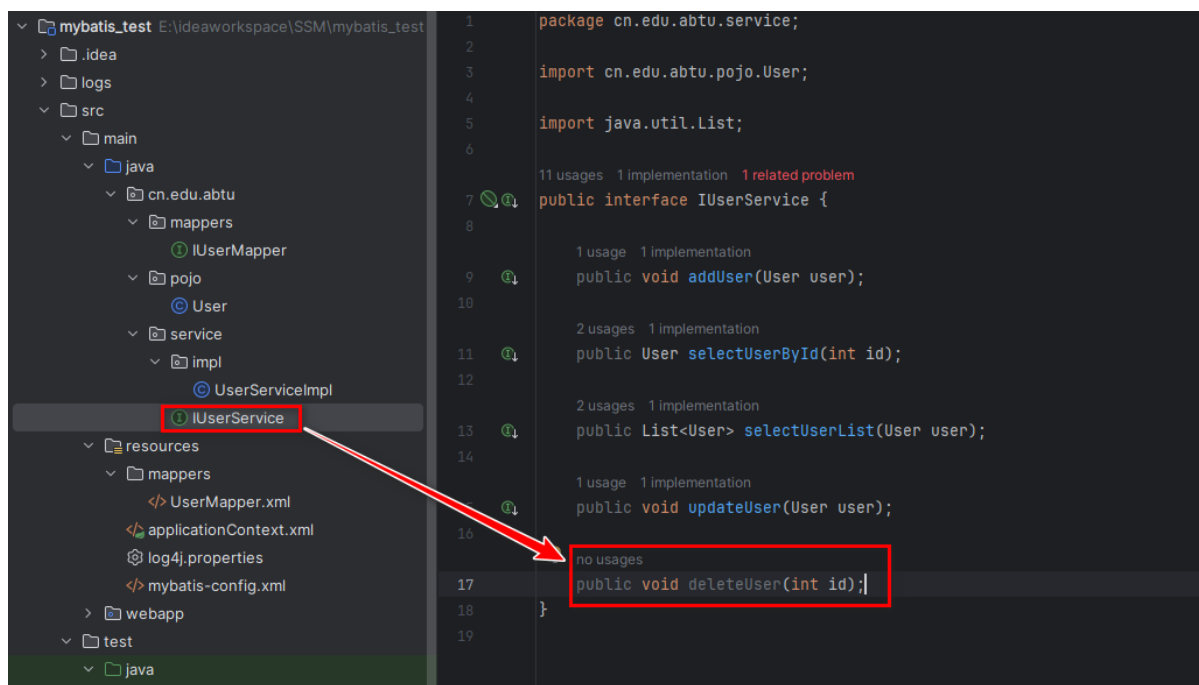 mybatis_test E:\ideaworkspace\SSM\mybatis_test
.idea
logs
src
main
java
cn.edu.abtu
mappers
IUserMapper
pojo
User
service
impl
UserServiceImpl
IUserService
resources
mappers
UserMapper.xml
applicationContext.xml
log4j.properties
mybatis-config.xml
webapp
test
java
1 package cn.edu.abtu.service;
2
3 import cn.edu.abtu.pojo.User;
4
5 import java.util.List;
6
11 usages 1 implementation 1 related problem
7 public interface IUserService {
8
1 usage 1 implementation
9 public void addUser(User user);
10
2 usages 1 implementation
11 public User selectUserById(int id);
12
2 usages 1 implementation
13 public List<User> selectUserList(User user);
14
1 usage 1 implementation
public void updateUser(User user);
16
no usages
17 public void deleteUser(int id);
18 }
19